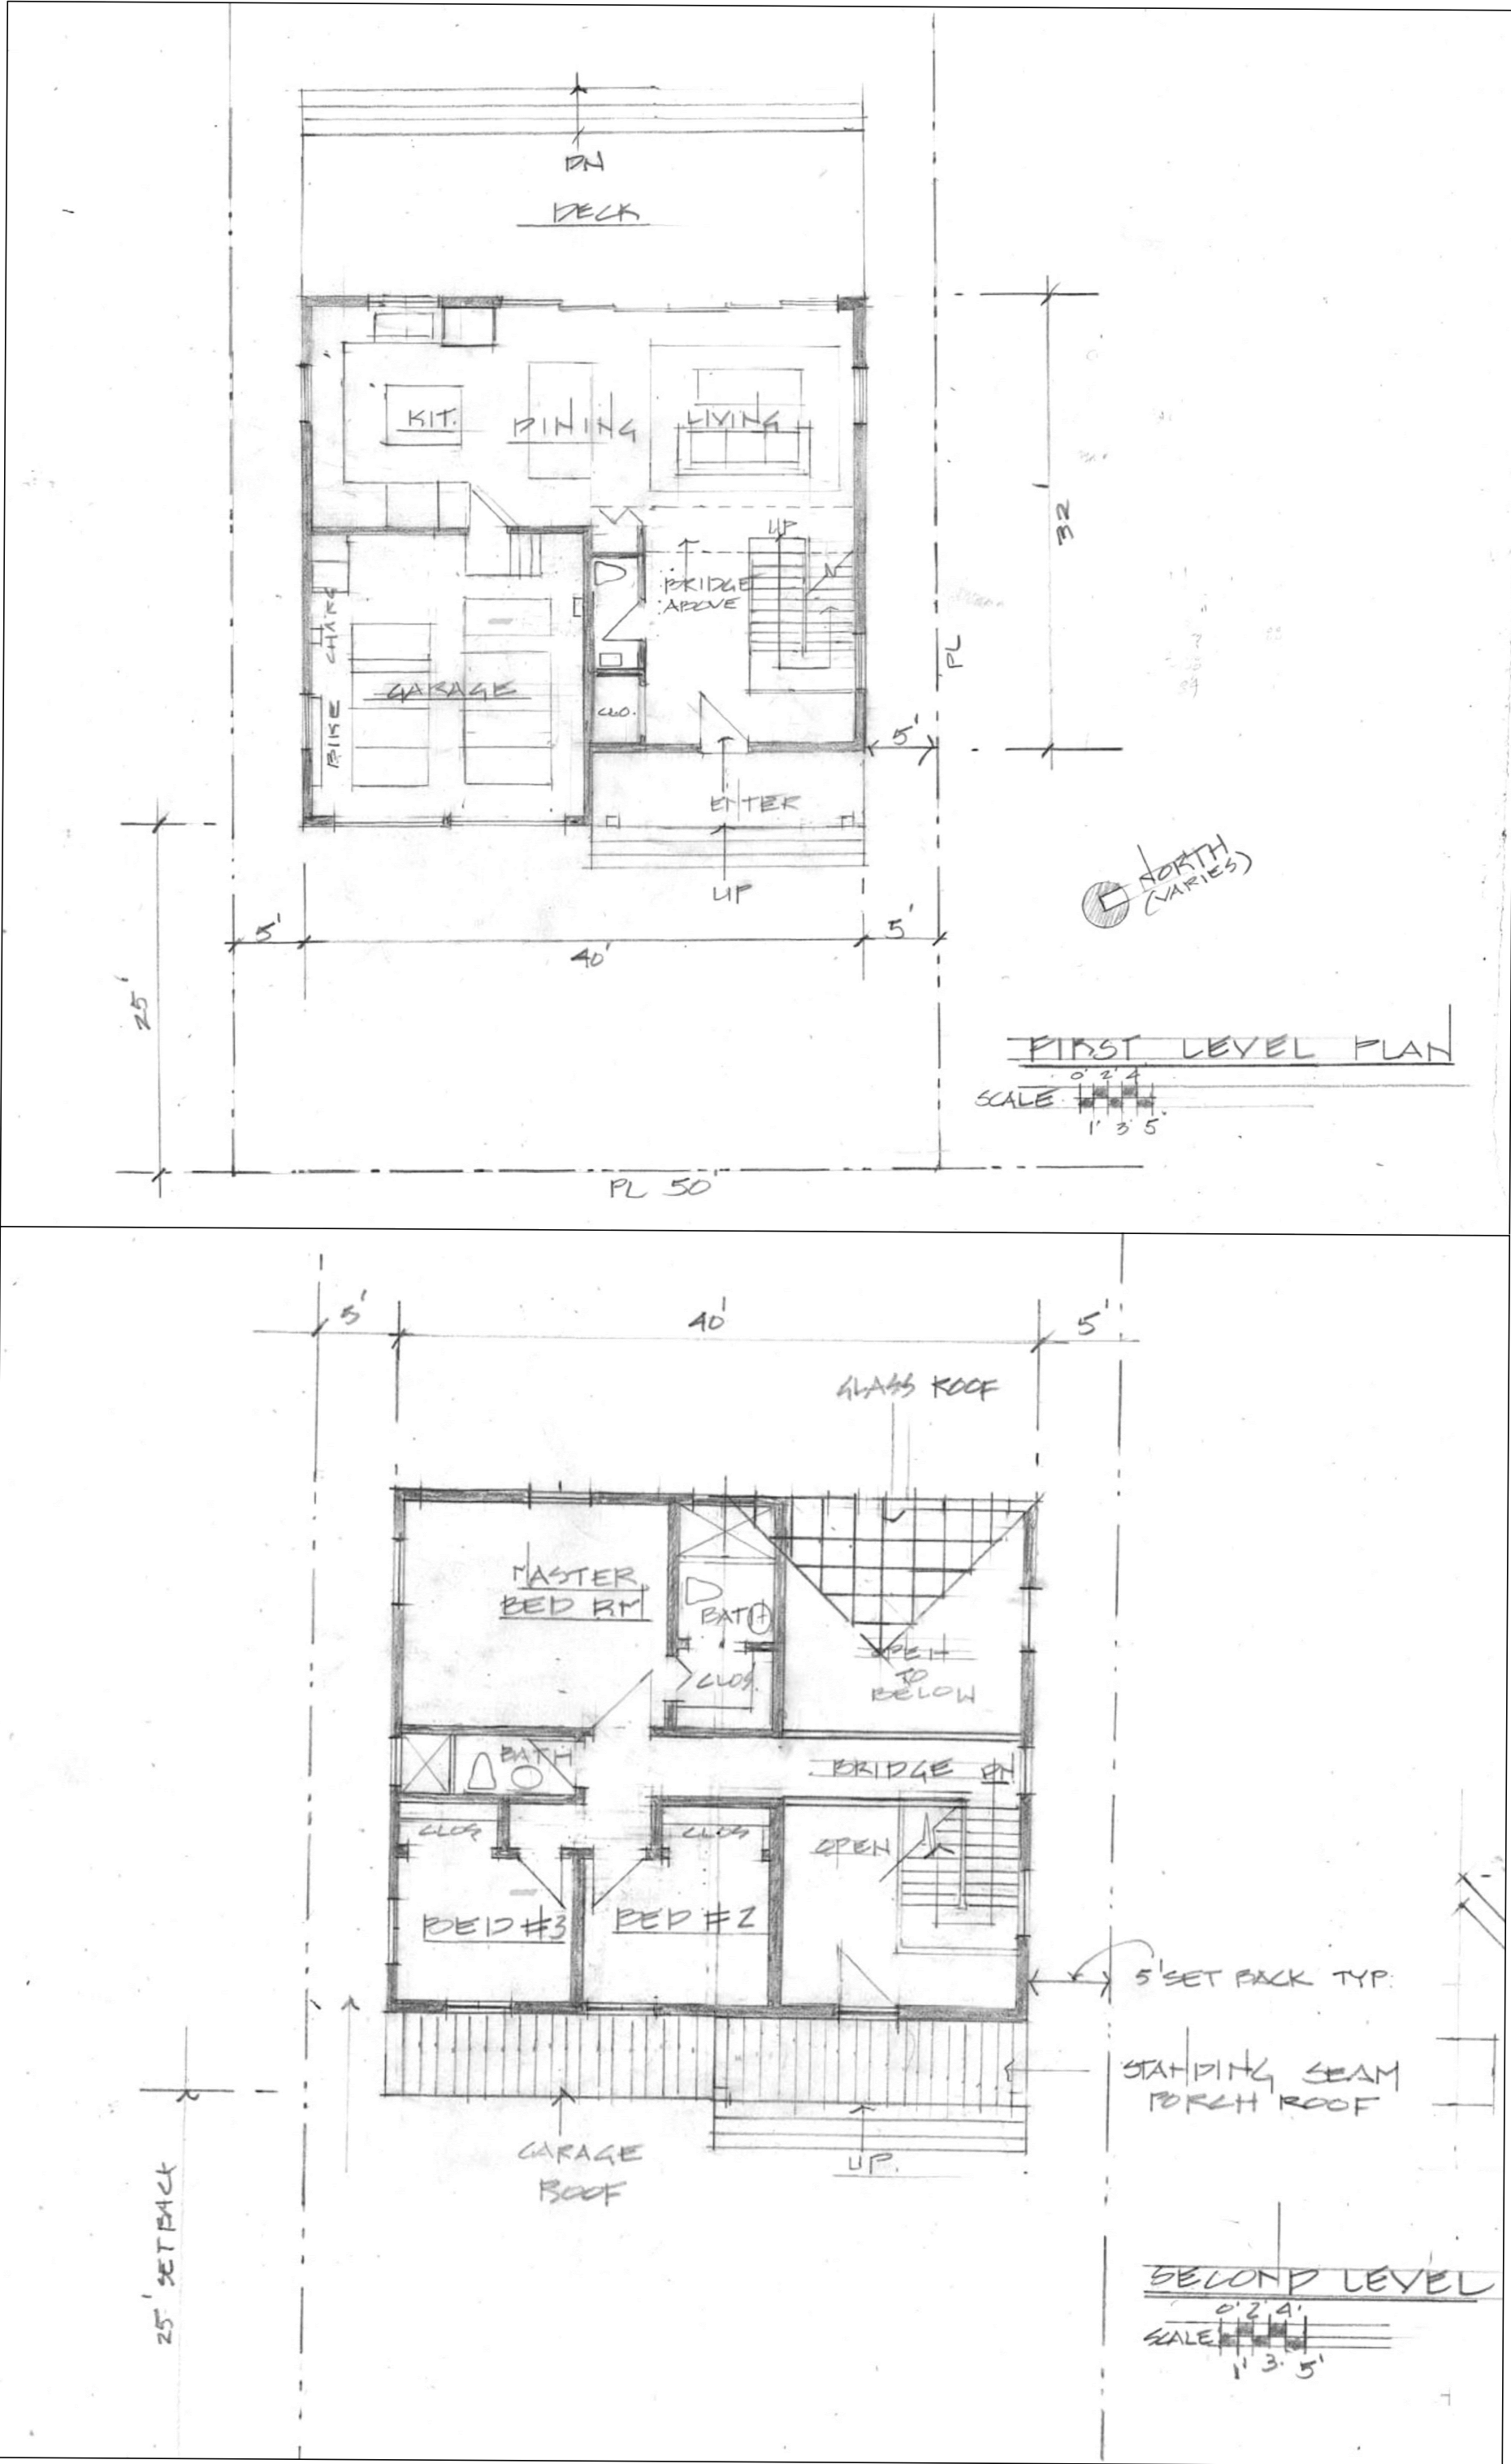 DN
DECK
KIT.
DINING
LIVING
UP
BRIDGE
ABOVE
32'
BIKE CHARG
GARAGE
CLO.
PL
5'
ENTER
UP
NORTH
(VARIES)
5'
40'
5'
25'
FIRST LEVEL PLAN
0' 2' 4
SCALE
1' 3' 5'
PL 50'
5'
40'
5'
GLASS ROOF
MASTER
BED RM
BATH
CLOS.
OPEN
TO
BELOW
BATH
BRIDGE DN
CLOS
CLOS
OPEN
BED #3
BED #2
5' SET BACK TYP.
STANDING SEAM
PORCH ROOF
GARAGE
ROOF
UP.
25' SETBACK
SECOND LEVEL
0' 2' 4'
SCALE
1' 3' 5'